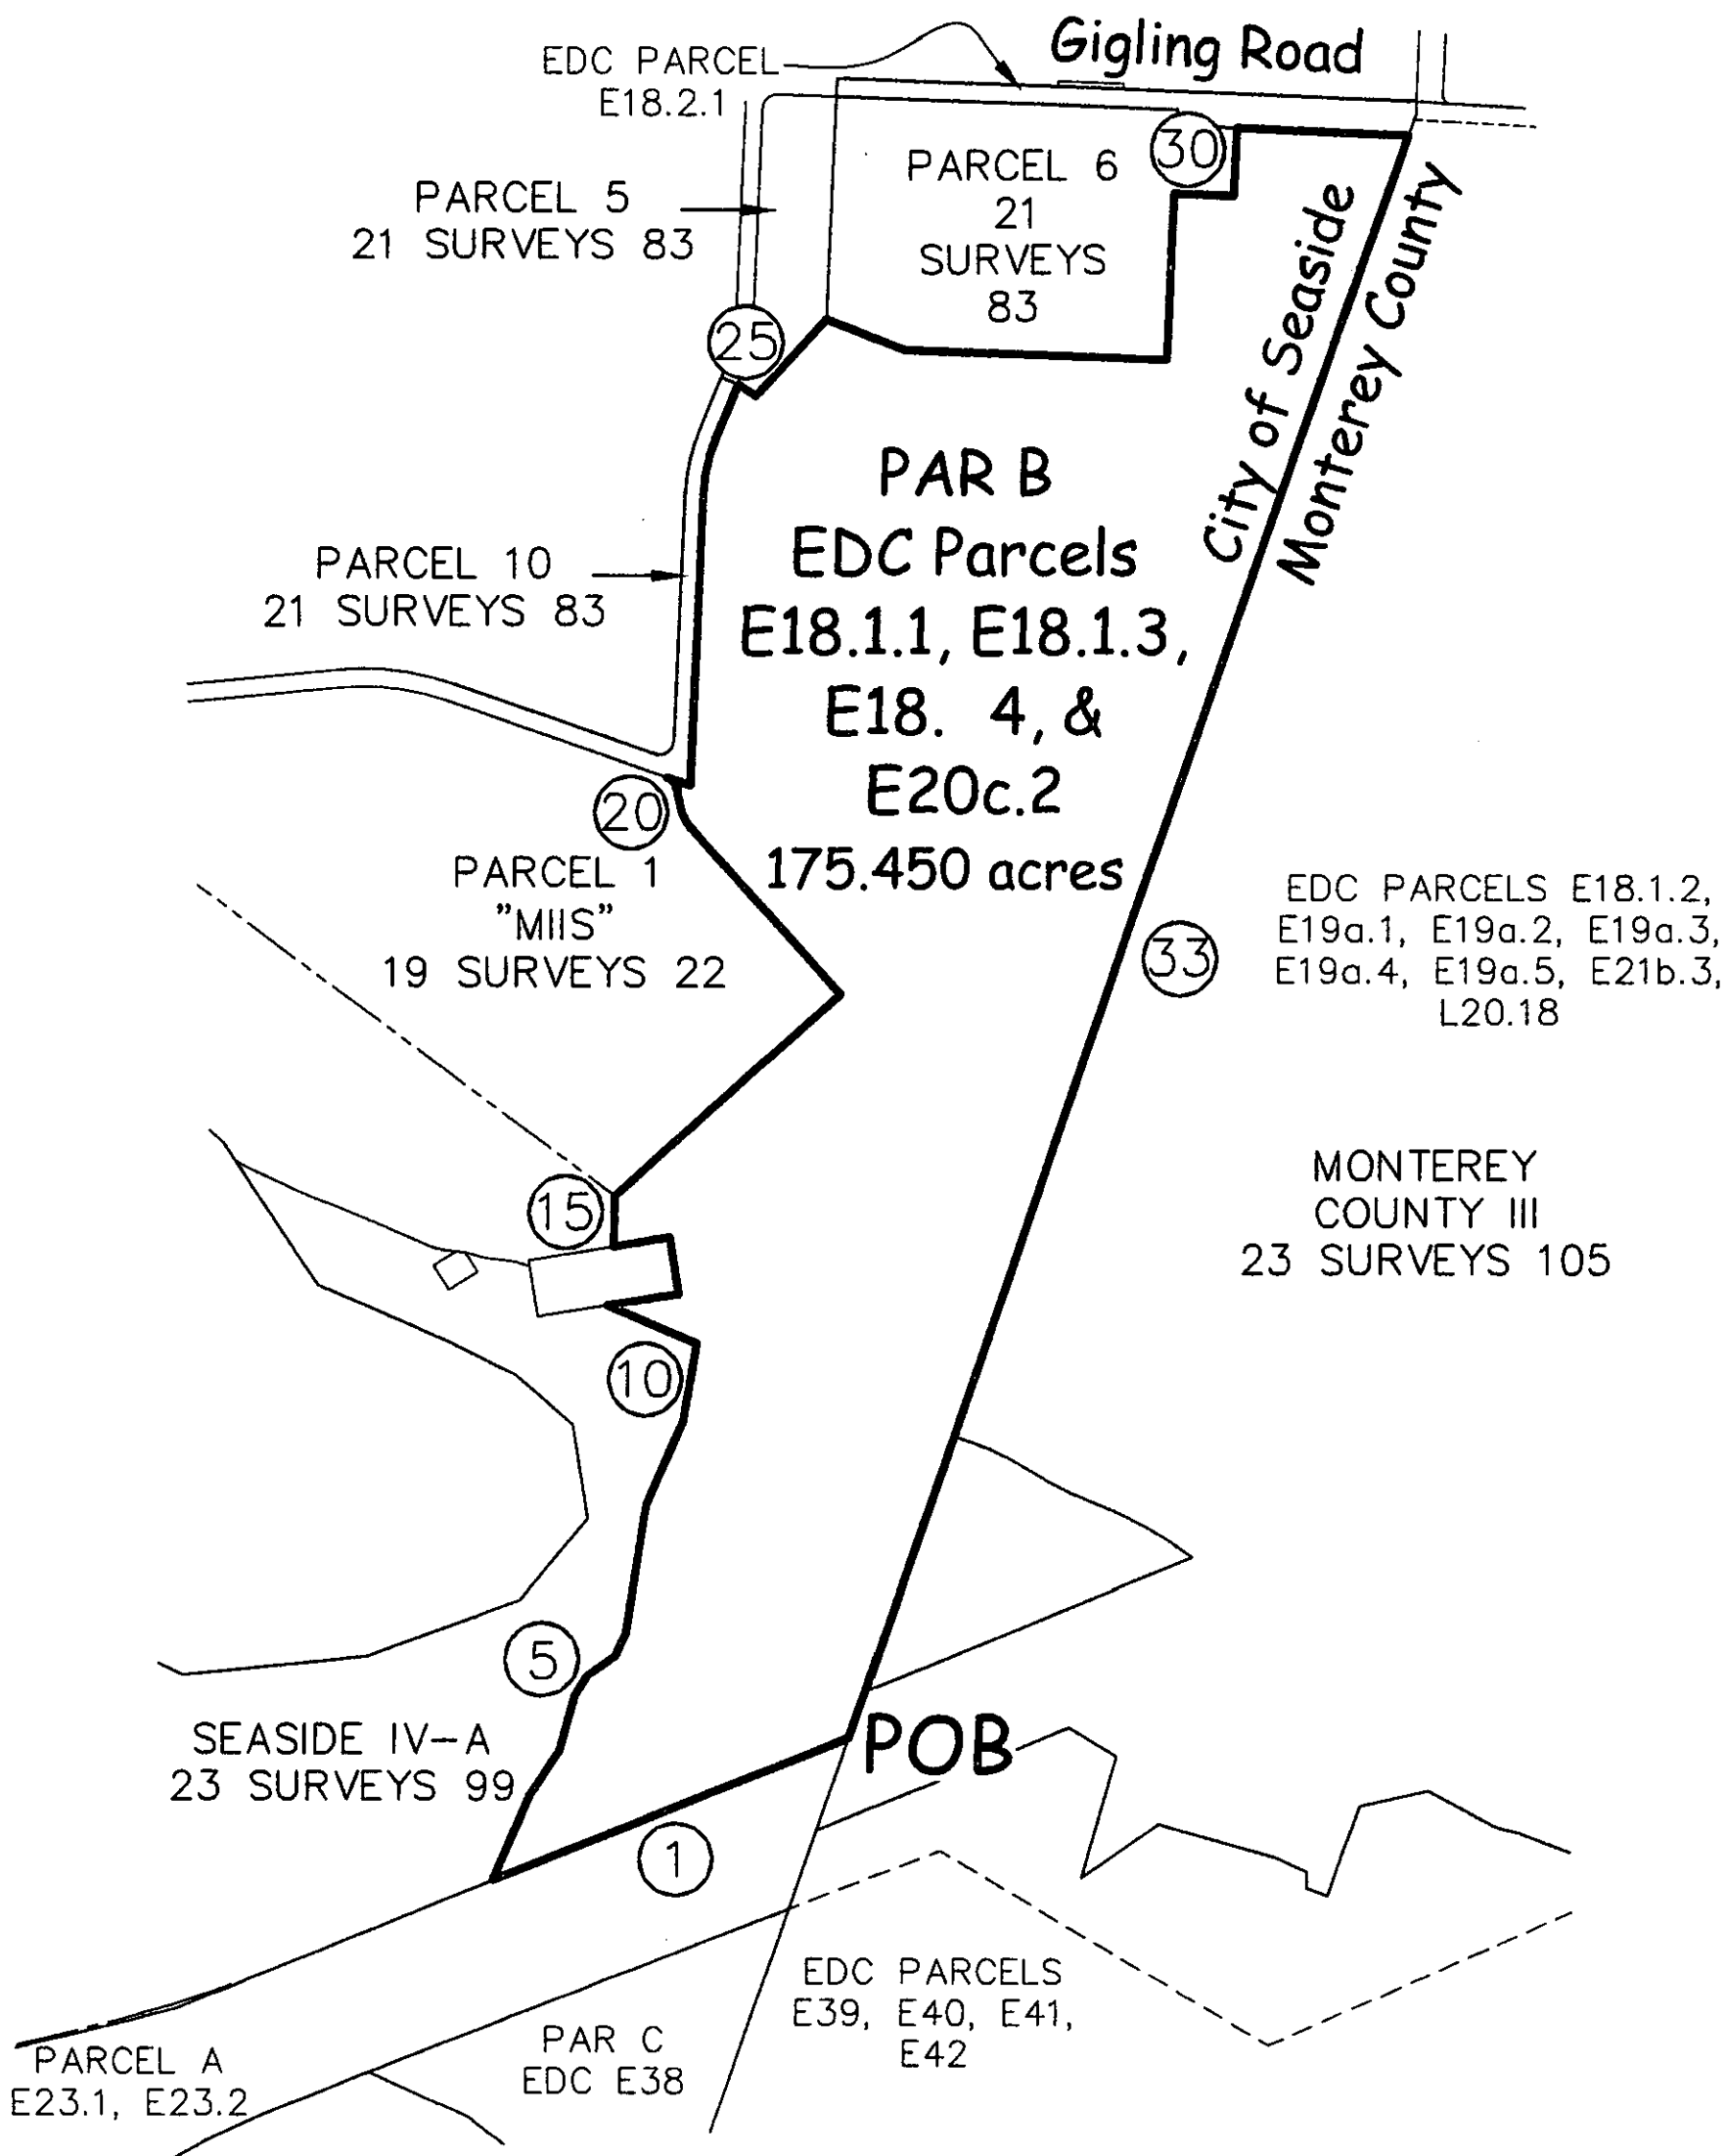 Gigling Road
EDC PARCEL
E18.2.1
PARCEL 6
21
SURVEYS
83
30
PARCEL 5
21 SURVEYS 83
City of Seaside
Monterey County
25
PAR B
EDC Parcels
E18.1.1, E18.1.3,
E18. 4, &
E20c.2
175.450 acres
PARCEL 10
21 SURVEYS 83
20
PARCEL 1
"MIIS"
19 SURVEYS 22
33
EDC PARCELS E18.1.2,
E19a.1, E19a.2, E19a.3,
E19a.4, E19a.5, E21b.3,
L20.18
MONTEREY
COUNTY III
23 SURVEYS 105
15
10
5
SEASIDE IV-A
23 SURVEYS 99
POB
1
EDC PARCELS
E39, E40, E41,
E42
PAR C
EDC E38
PARCEL A
E23.1, E23.2